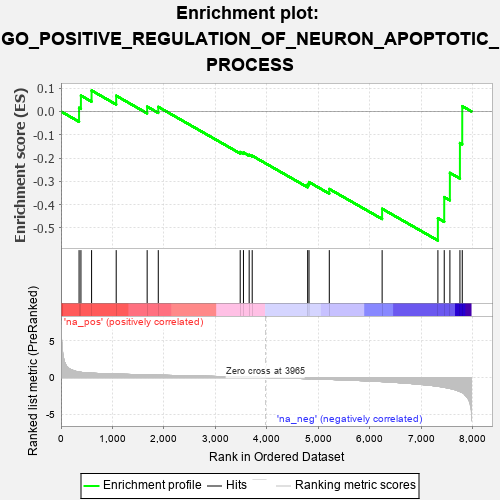 Enrichment plot:
GO_POSITIVE_REGULATION_OF_NEURON_APOPTOTIC_
PROCESS
Enrichment score (ES)
0.1
0.0
-0.1
-0.2
-0.3
-0.4
-0.5
'na_pos' (positively correlated)
Ranked list metric (PreRanked)
5
0
-5
Zero cross at 3965
'na_neg' (negatively correlated)
0 1,000 2,000 3,000 4,000 5,000 6,000 7,000 8,000
Rank in Ordered Dataset
Enrichment profile Hits Ranking metric scores